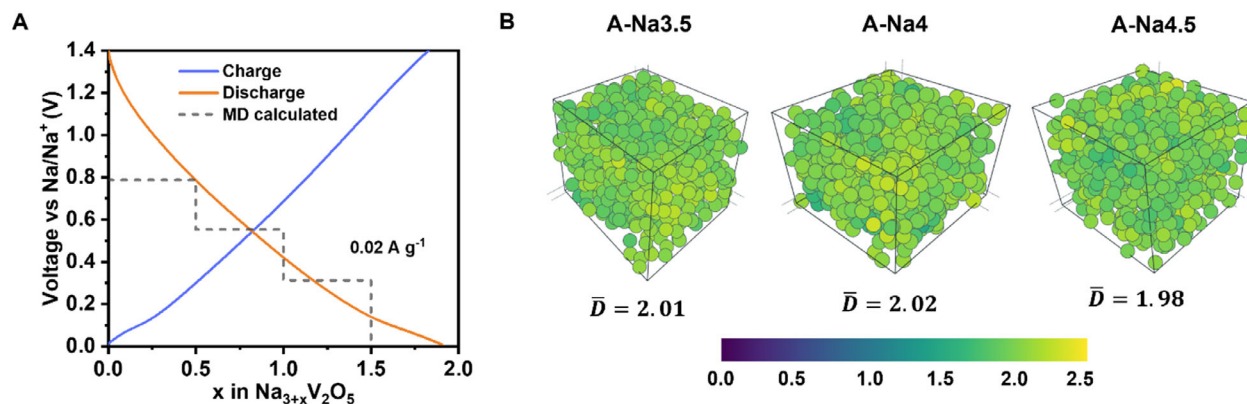 A
Voltage vs Na/Na⁺ (V)
1.4
1.2
1.0
0.8
0.6
0.4
0.2
0.0
Charge
Discharge
MD calculated
0.02 A g⁻¹
0.0 0.5 1.0 1.5 2.0
x in Na₃₊ₓV₂O₅
B
A-Na3.5 A-Na4 A-Na4.5
D̅ = 2.01 D̅ = 2.02 D̅ = 1.98
0.0 0.5 1.0 1.5 2.0 2.5